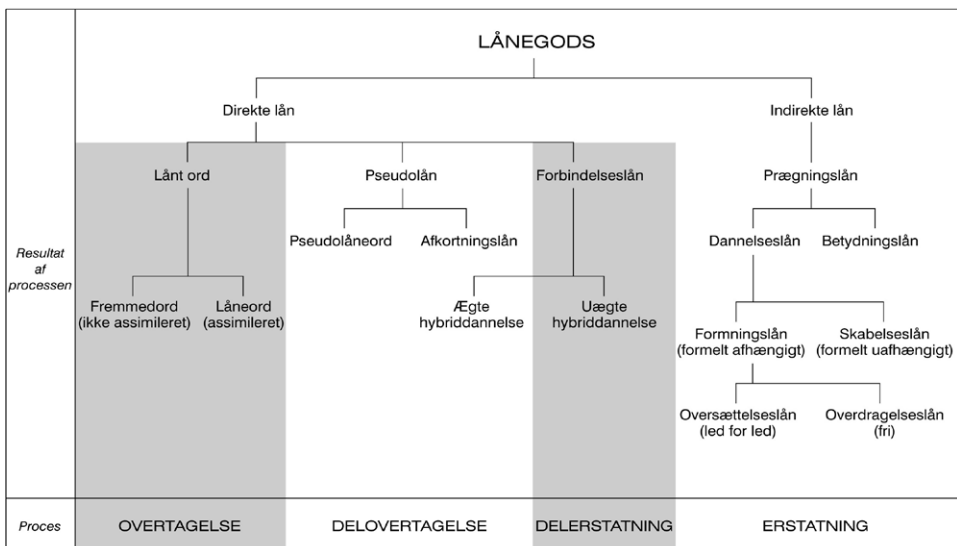 LÅNEGODS
Direkte lån
Indirekte lån
Lånt ord
Pseudolån
Forbindelseslån
Prægningslån
Pseudolåneord
Afkortningslån
Dannelseslån
Betydningslån
Resultat
af
processen
Fremmedord
(ikke assimileret)
Låneord
(assimileret)
Ægte
hybriddannelse
Uægte
hybriddannelse
Formningslån
(formelt afhængigt)
Skabelseslån
(formelt uafhængigt)
Oversættelseslån
(led for led)
Overdragelseslån
(fri)
Proces
OVERTAGELSE
DELOVERTAGELSE
DELERSTATNING
ERSTATNING